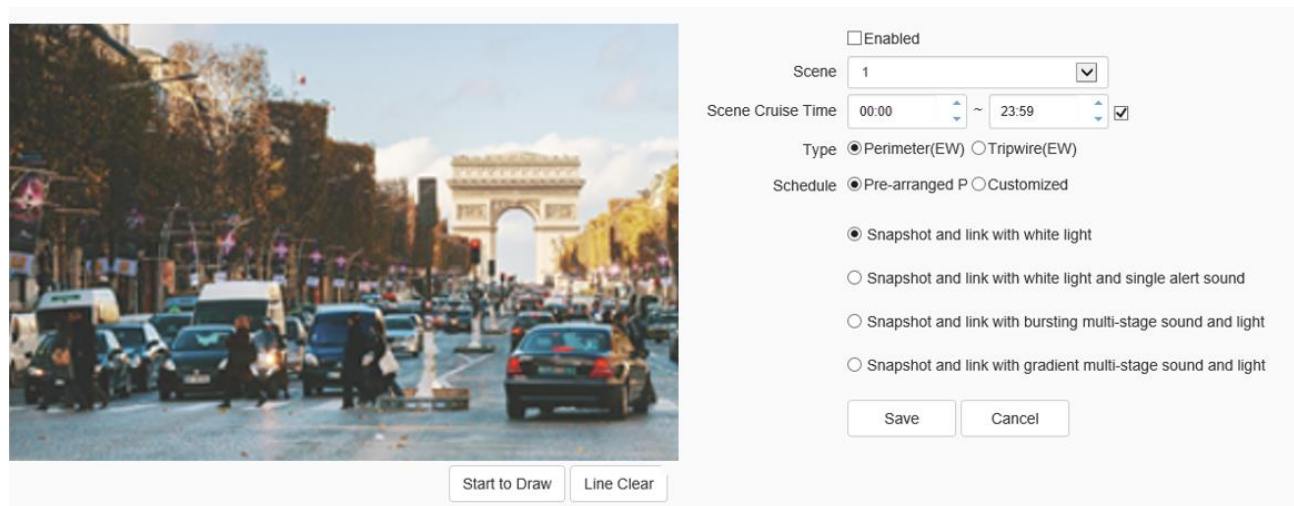 Enabled
Scene 1
Scene Cruise Time 00:00 ~ 23:59
Type Perimeter(EW) Tripwire(EW)
Schedule Pre-arranged P Customized
Snapshot and link with white light
Snapshot and link with white light and single alert sound
Snapshot and link with bursting multi-stage sound and light
Snapshot and link with gradient multi-stage sound and light
Save Cancel
Start to Draw Line Clear